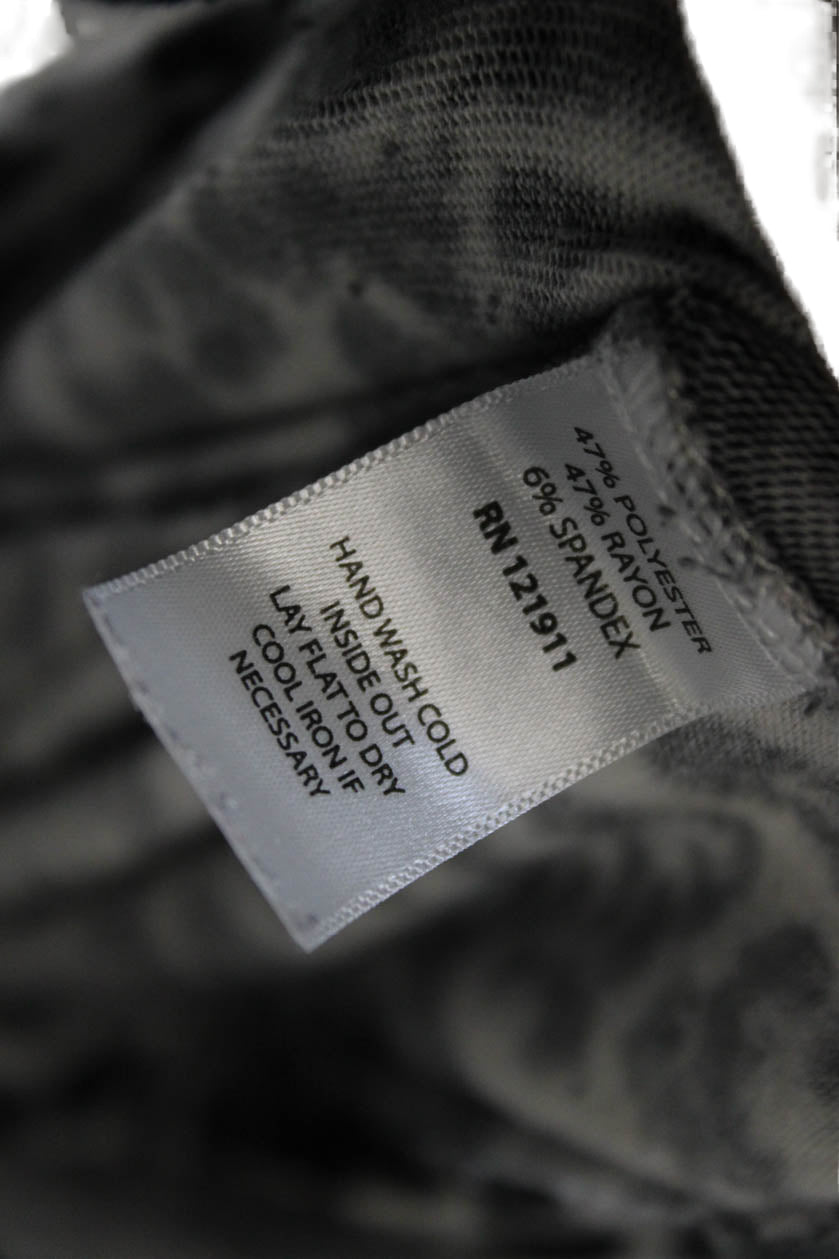 47% POLYESTER
47% RAYON
6% SPANDEX
RN 121911
HAND WASH COLD
INSIDE OUT
LAY FLAT TO DRY
COOL IRON IF
NECESSARY